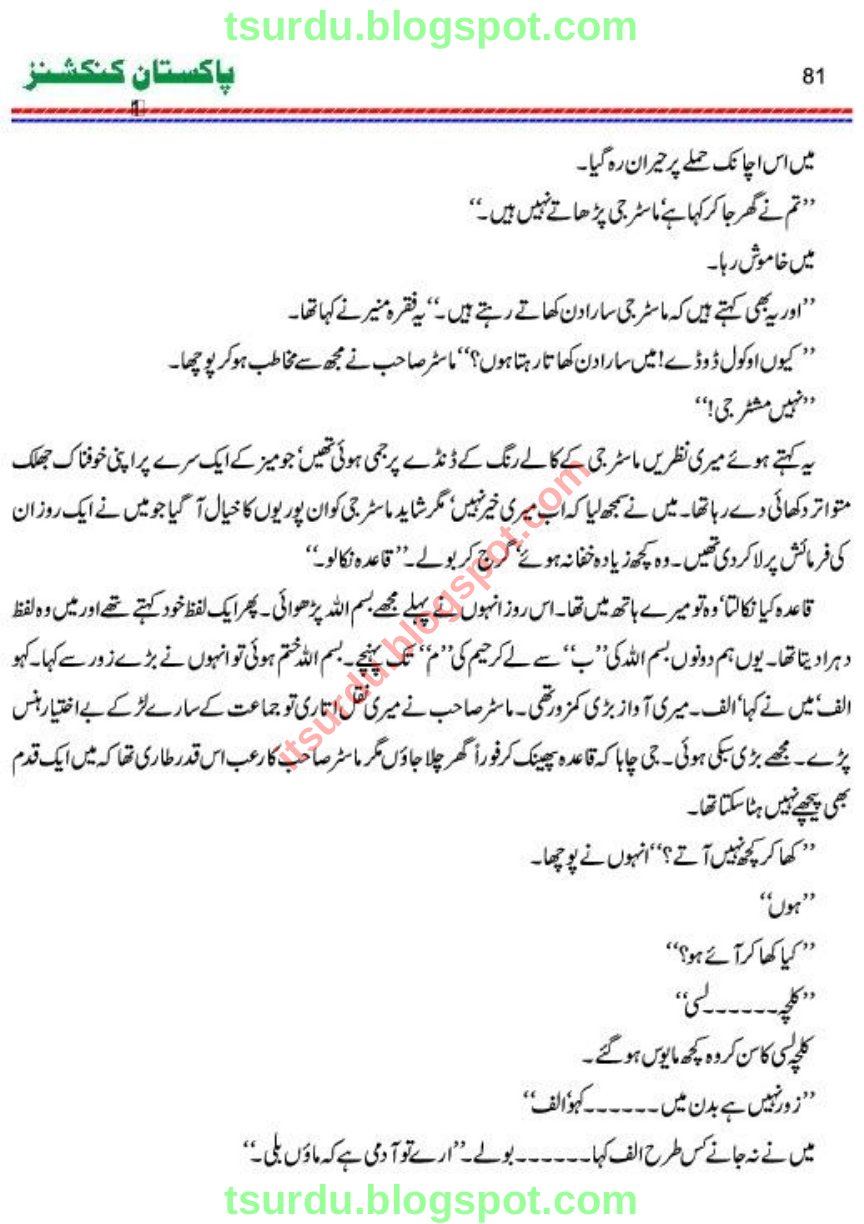 tsurdu.blogspot.com
پاکستان کنکشنز
81
میں اس اچانک حملے پر حیران رہ گیا۔
’’تم نے گھر جا کر کہا ہے‘ ماسٹر جی پڑھاتے نہیں ہیں۔‘‘
میں خاموش رہا۔
’’اور یہ بھی کہتے ہیں کہ ماسٹر جی سارا دن کھاتے رہتے ہیں۔‘‘ یہ فقرہ منیر نے کہا تھا۔
’’کیوں اوکول ڈوڈے! میں سارا دن کھاتا رہتا ہوں؟‘‘ ماسٹر صاحب نے مجھ سے مخاطب ہو کر پوچھا۔
’’نہیں مشٹر جی!‘‘
یہ کہتے ہوئے میری نظریں ماسٹر جی کے کالے رنگ کے ڈنڈے پر جمی ہوئی تھیں‘ جو میز کے ایک سرے پر اپنی خوفناک جھلک
متواتر دکھائی دے رہا تھا۔ میں نے سمجھ لیا کہ اب میری خیر نہیں‘ مگر شاید ماسٹر جی کو ان پوریوں کا خیال آ گیا جو میں نے ایک روز ان
کی فرمائش پر لا کر دی تھیں۔ وہ کچھ زیادہ خفا نہ ہوئے‘ گرج کر بولے۔ ’’قاعدہ نکالو۔‘‘
قاعدہ کیا نکالتا‘ وہ تو میرے ہاتھ میں تھا۔ اس روز انہوں نے پہلے مجھے بسم اللہ پڑھوائی۔ پھر ایک لفظ خود کہتے تھے اور میں وہ لفظ
دہرا دیتا تھا۔ یوں ہم دونوں بسم اللہ کی ’’ب‘‘ سے لے کر حیم کی ’’م‘‘ تک پہنچے۔ بسم اللہ ختم ہوئی تو انہوں نے بڑے زور سے کہا۔ کہو
الف‘ میں نے کہا‘ الف۔ میری آواز بڑی کمزور تھی۔ ماسٹر صاحب نے میری نقل اتاری تو جماعت کے سارے لڑکے بے اختیار ہنس
پڑے۔ مجھے بڑی سبکی ہوئی۔ جی چاہا کہ قاعدہ پھینک کر فوراً گھر چلا جاؤں مگر ماسٹر صاحب کا رعب اس قدر طاری تھا کہ میں ایک قدم
بھی پیچھے نہیں ہٹا سکتا تھا۔
’’کھا کر کچھ نہیں آتے؟‘‘ انہوں نے پوچھا۔
’’ہوں‘‘
’’کیا کھا کر آئے ہو؟‘‘
’’کلچہ۔۔۔۔۔۔لسی‘‘
کلچہ لسی کا سن کر وہ کچھ مایوس ہو گئے۔
’’زور نہیں ہے بدن میں۔۔۔۔۔۔کہو‘ الف‘‘
میں نے نہ جانے کس طرح الف کہا۔۔۔۔۔۔بولے۔ ’’ارے تو آدمی ہے کہ ماؤں بلی۔‘‘
itsurdu.blogspot.com
tsurdu.blogspot.com